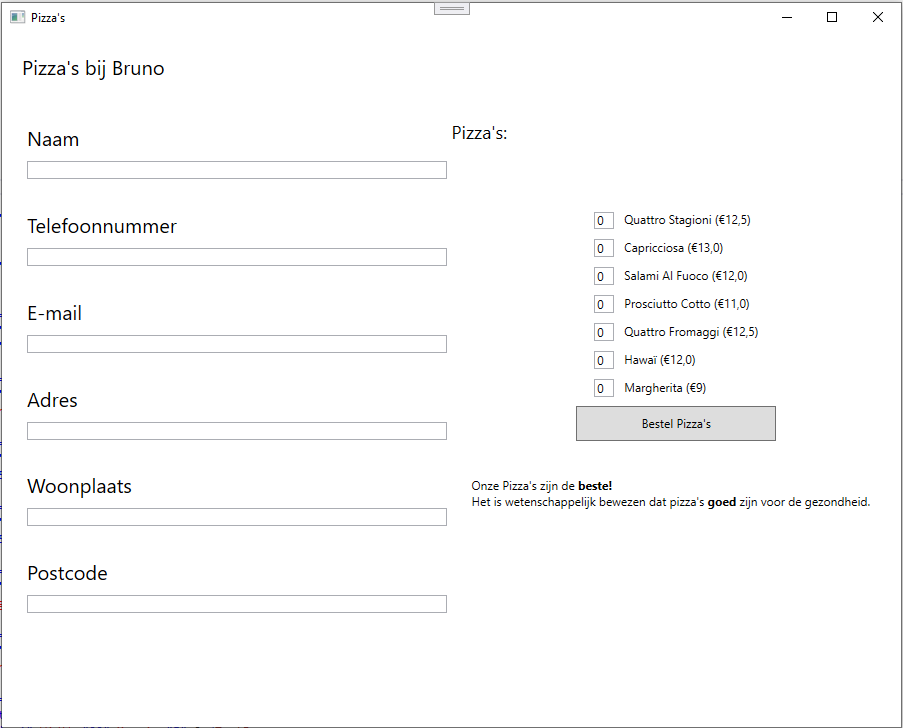 Pizza's
Pizza's bij Bruno
Naam
Telefoonnummer
E-mail
Adres
Woonplaats
Postcode
Pizza's:
0 Quattro Stagioni (€12,5)
0 Capricciosa (€13,0)
0 Salami Al Fuoco (€12,0)
0 Prosciutto Cotto (€11,0)
0 Quattro Fromaggi (€12,5)
0 Hawaï (€12,0)
0 Margherita (€9)
Bestel Pizza's
Onze Pizza's zijn de beste!
Het is wetenschappelijk bewezen dat pizza's goed zijn voor de gezondheid.